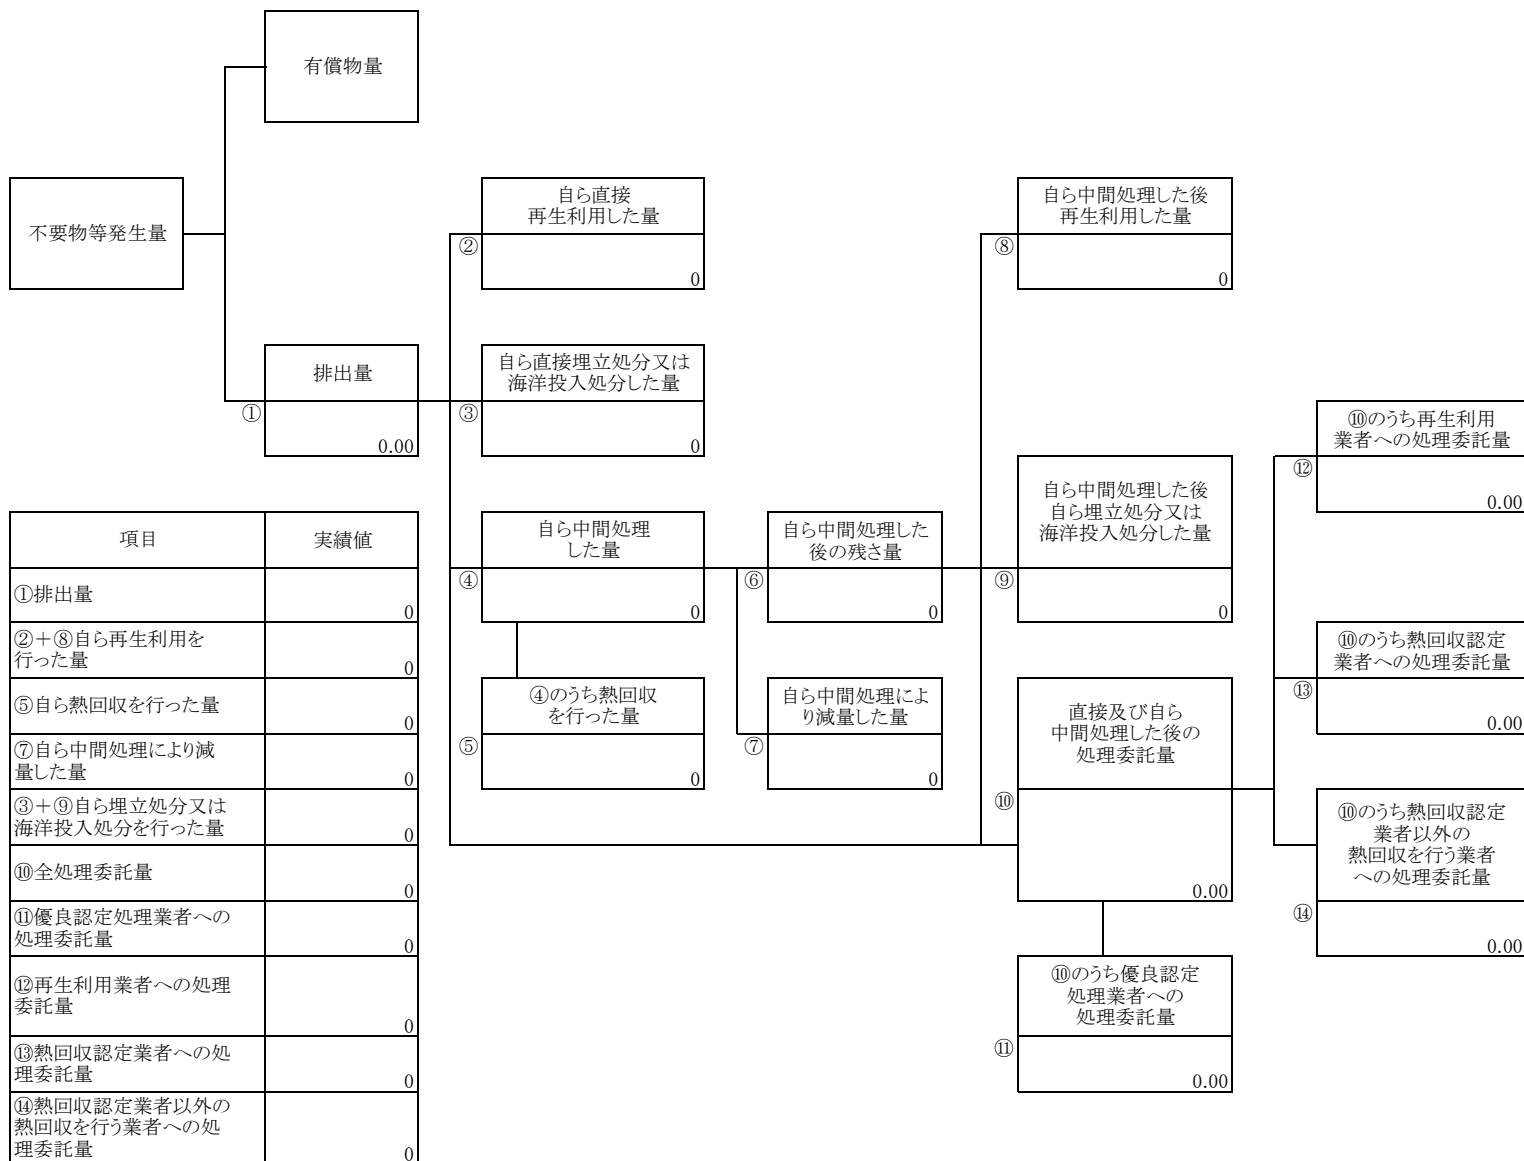 有償物量
不要物等発生量
排出量
①
0.00
自ら直接
再生利用した量
②
0
自ら直接埋立処分又は
海洋投入処分した量
③
0
自ら中間処理
した量
④
0
④のうち熱回収
を行った量
⑤
0
自ら中間処理した
後の残さ量
⑥
0
自ら中間処理によ
り減量した量
⑦
0
自ら中間処理した後
再生利用した量
⑧
0
自ら中間処理した後
自ら埋立処分又は
海洋投入処分した量
⑨
0
直接及び自ら
中間処理した後の
処理委託量
⑩
0.00
⑩のうち優良認定
処理業者への
処理委託量
⑪
0.00
⑩のうち再生利用
業者への処理委託量
⑫
0.00
⑩のうち熱回収認定
業者への処理委託量
⑬
0.00
⑩のうち熱回収認定
業者以外の
熱回収を行う業者
への処理委託量
⑭
0.00
項目 実績値
①排出量
0
②＋⑧自ら再生利用を
行った量 0
⑤自ら熱回収を行った量
0
⑦自ら中間処理により減
量した量 0
③＋⑨自ら埋立処分又は
海洋投入処分を行った量 0
⑩全処理委託量
0
⑪優良認定処理業者への
処理委託量 0
⑫再生利用業者への処理
委託量
0
⑬熱回収認定業者への処
理委託量 0
⑭熱回収認定業者以外の
熱回収を行う業者への処
理委託量 0